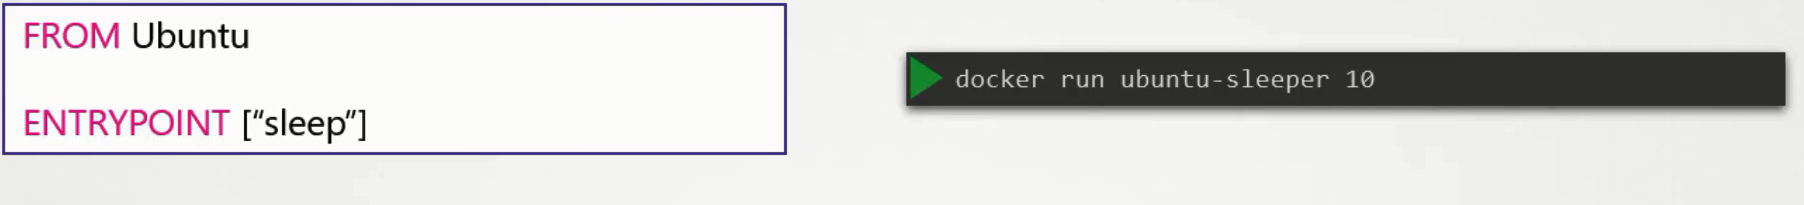 FROM Ubuntu
ENTRYPOINT [“sleep”]
docker run ubuntu-sleeper 10